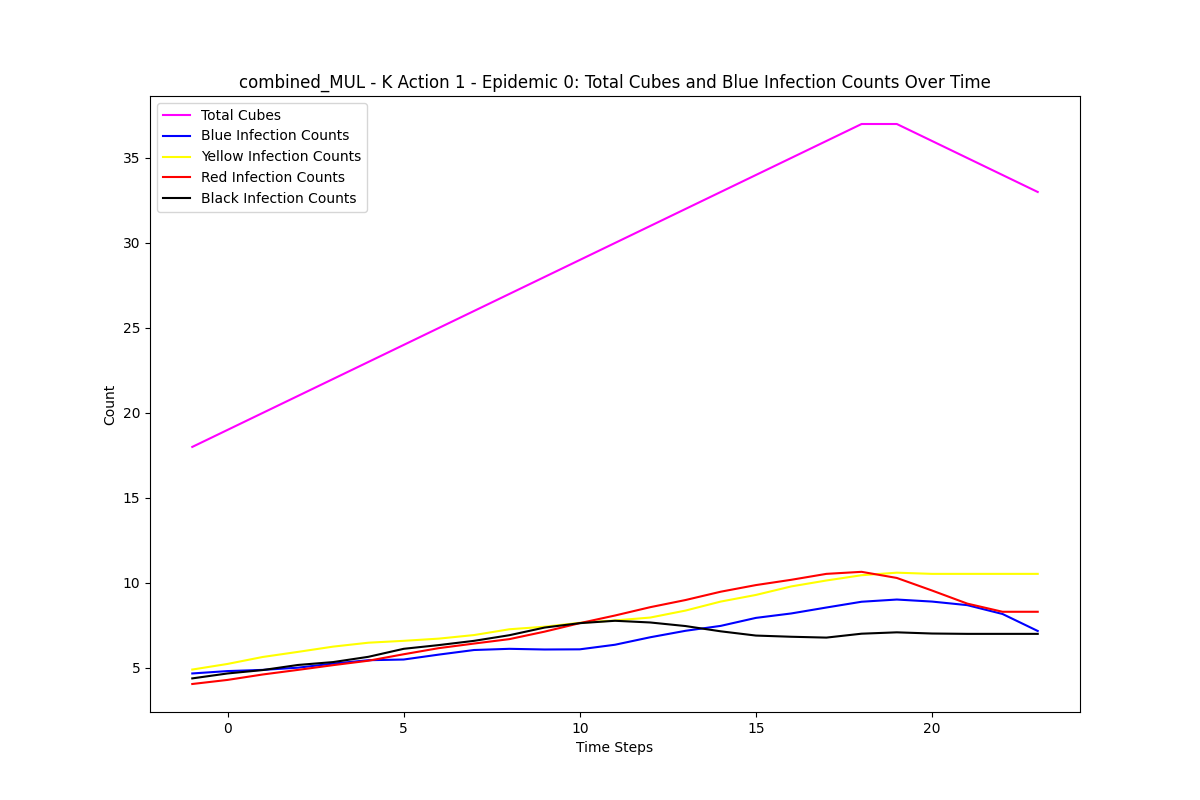 combined_MUL - K Action 1 - Epidemic 0: Total Cubes and Blue Infection Counts Over Time
Total Cubes
Blue Infection Counts
Yellow Infection Counts
Red Infection Counts
Black Infection Counts
35
30
25
20
15
10
5
Count
0 5 10 15 20
Time Steps